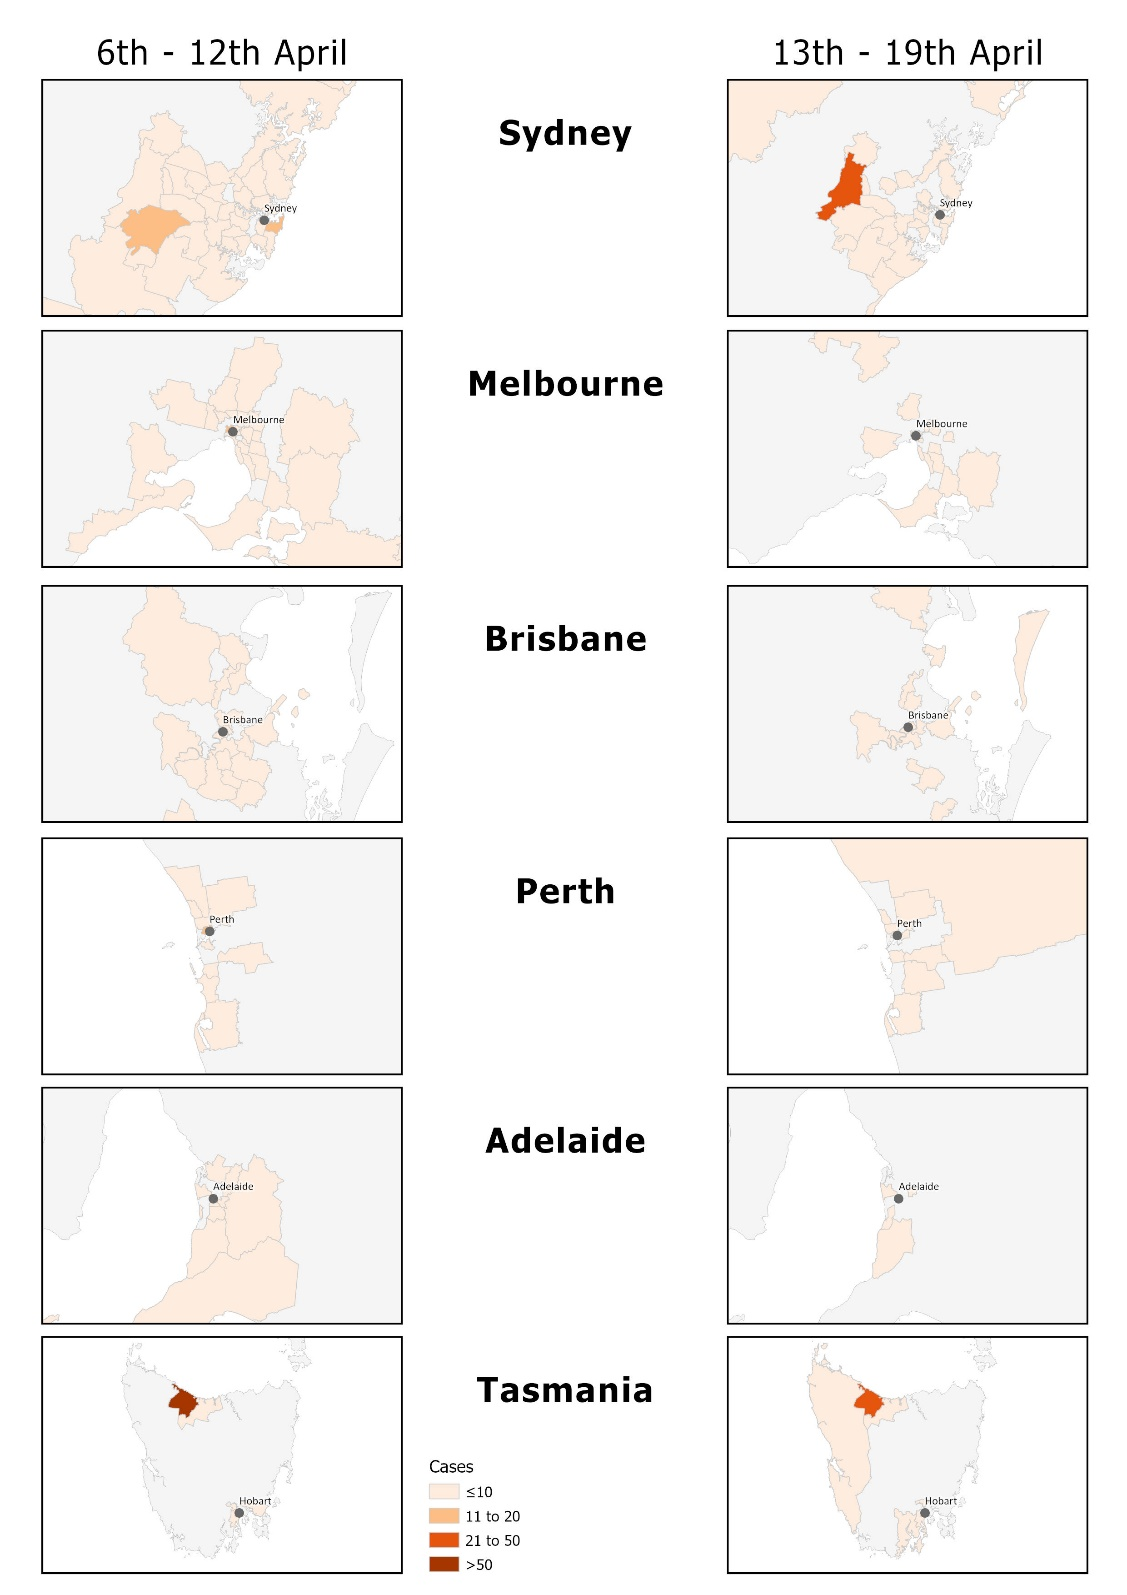 6th - 12th April
13th - 19th April
Sydney
Sydney
Sydney
Melbourne
Melbourne
Melbourne
Brisbane
Brisbane
Brisbane
Perth
Perth
Perth
Adelaide
Adelaide
Adelaide
Tasmania
Hobart
Hobart
Cases
≤10
11 to 20
21 to 50
>50